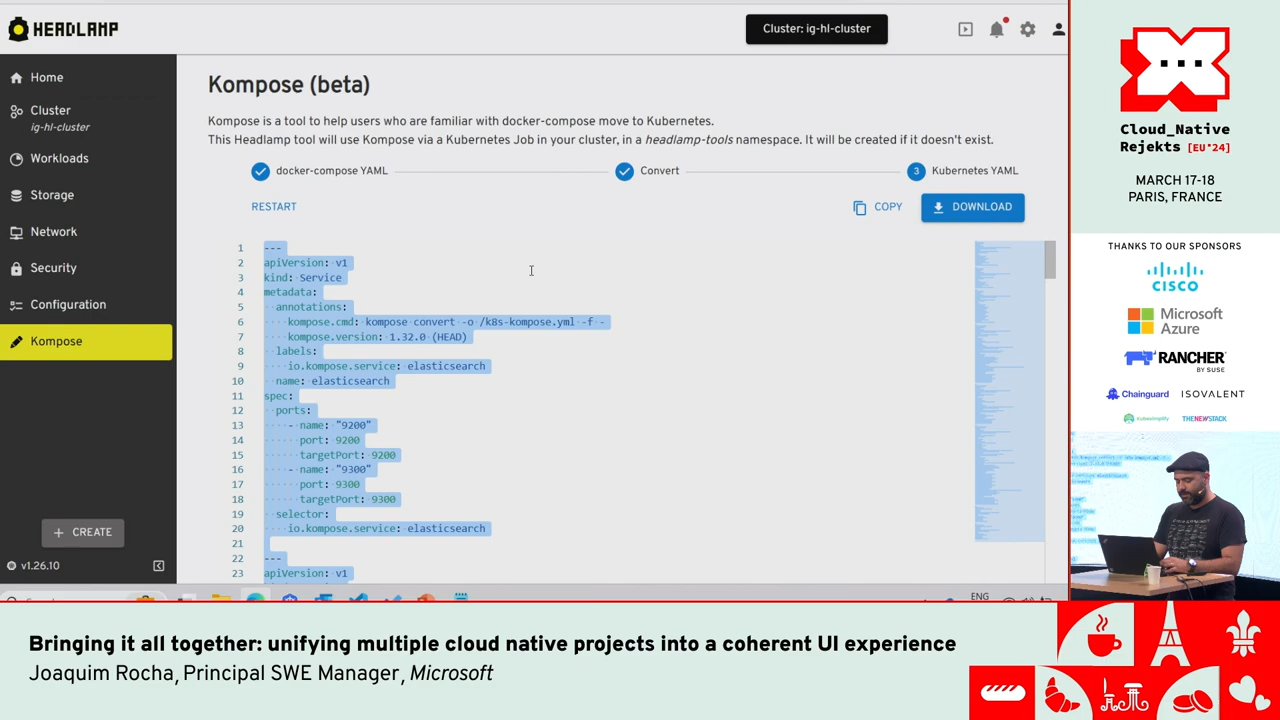 HEADLAMP
Cluster: ig-hl-cluster
Home
Cluster
ig-hl-cluster
Workloads
Storage
Network
Security
Configuration
Kompose
CREATE
v1.26.10
Kompose (beta)
Kompose is a tool to help users who are familiar with docker-compose move to Kubernetes.
This Headlamp tool will use Kompose via a Kubernetes Job in your cluster, in a headlamp-tools namespace. It will be created if it doesn't exist.
docker-compose YAML
Convert
3 Kubernetes YAML
RESTART
COPY
DOWNLOAD
1 ---
2 apiVersion: v1
3 kind: Service
4 metadata:
5 annotations:
6 kompose.cmd: kompose convert -o /k8s-kompose.yml -f -
7 kompose.version: 1.32.0 (HEAD)
8 labels:
9 io.kompose.service: elasticsearch
10 name: elasticsearch
11 spec:
12 ports:
13 - name: "9200"
14 port: 9200
15 targetPort: 9200
16 - name: "9300"
17 port: 9300
18 targetPort: 9300
19 selector:
20 io.kompose.service: elasticsearch
21
22 ---
23 apiVersion: v1
ENG
Cloud_Native
Rejekts [EU*24]
MARCH 17-18
PARIS, FRANCE
THANKS TO OUR SPONSORS
CISCO
Microsoft
Azure
RANCHER
BY SUSE
Chainguard
ISOVALENT
kubesimplify
THENEWSTACK
Bringing it all together: unifying multiple cloud native projects into a coherent UI experience
Joaquim Rocha, Principal SWE Manager, Microsoft